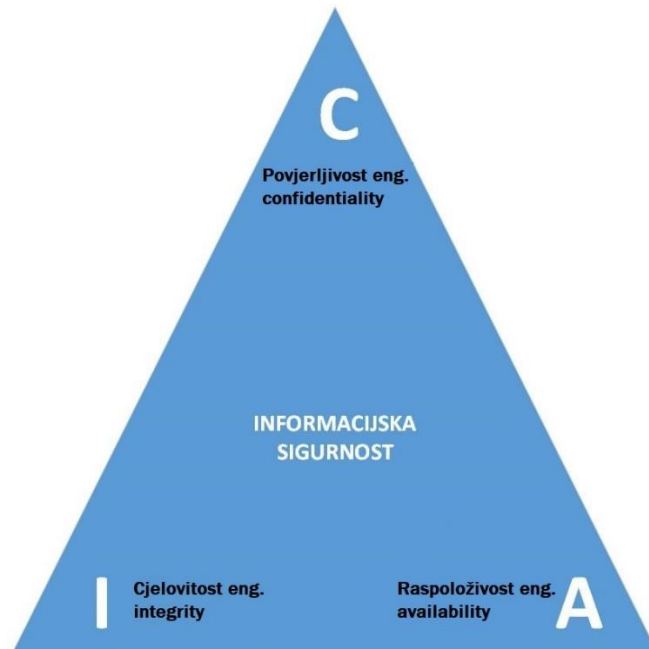 C
Povjerljivost eng.
confidentiality
INFORMACIJSKA
SIGURNOST
I
Cjelovitost eng.
integrity
Raspoloživost eng.
availability
A